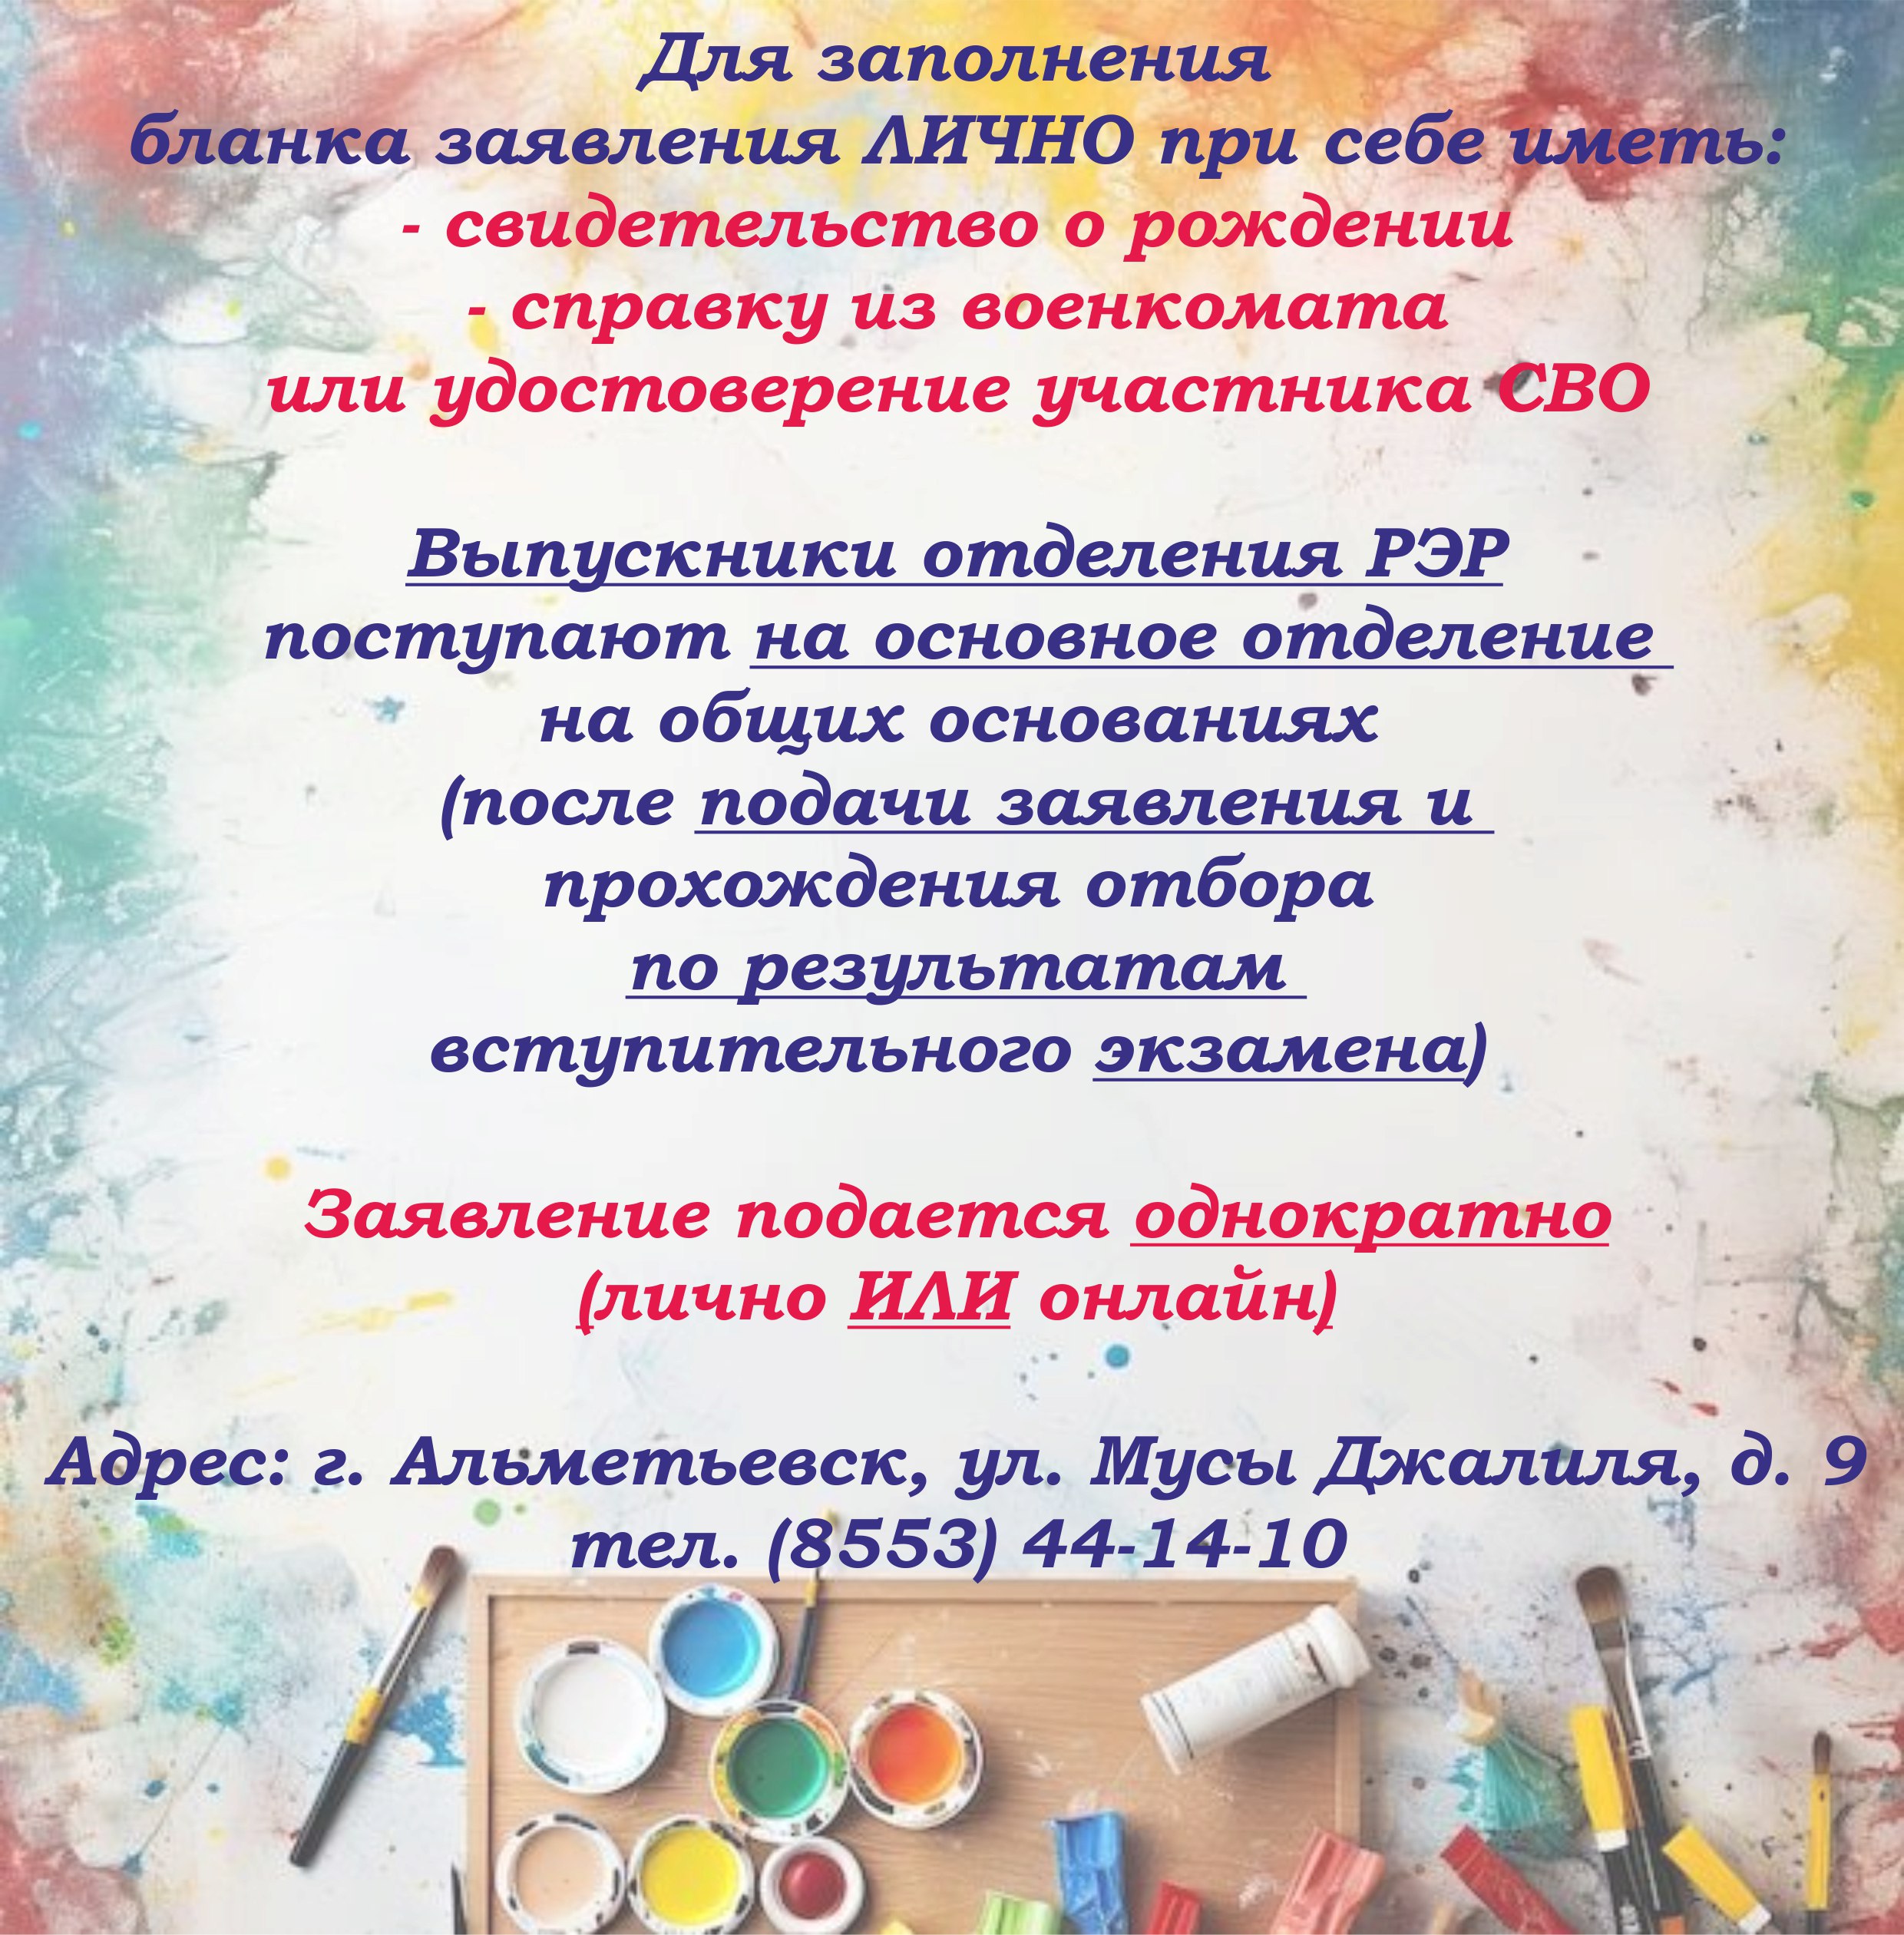 Для заполнения
бланка заявления ЛИЧНО при себе иметь:
- свидетельство о рождении
- справку из военкомата
или удостоверение участника СВО
Выпускники отделения РЭР
поступают на основное отделение
на общих основаниях
(после подачи заявления и
прохождения отбора
по результатам
вступительного экзамена)
Заявление подается однократно
(лично ИЛИ онлайн)
Адрес: г. Альметьевск, ул. Мусы Джалиля, д. 9
тел. (8553) 44-14-10